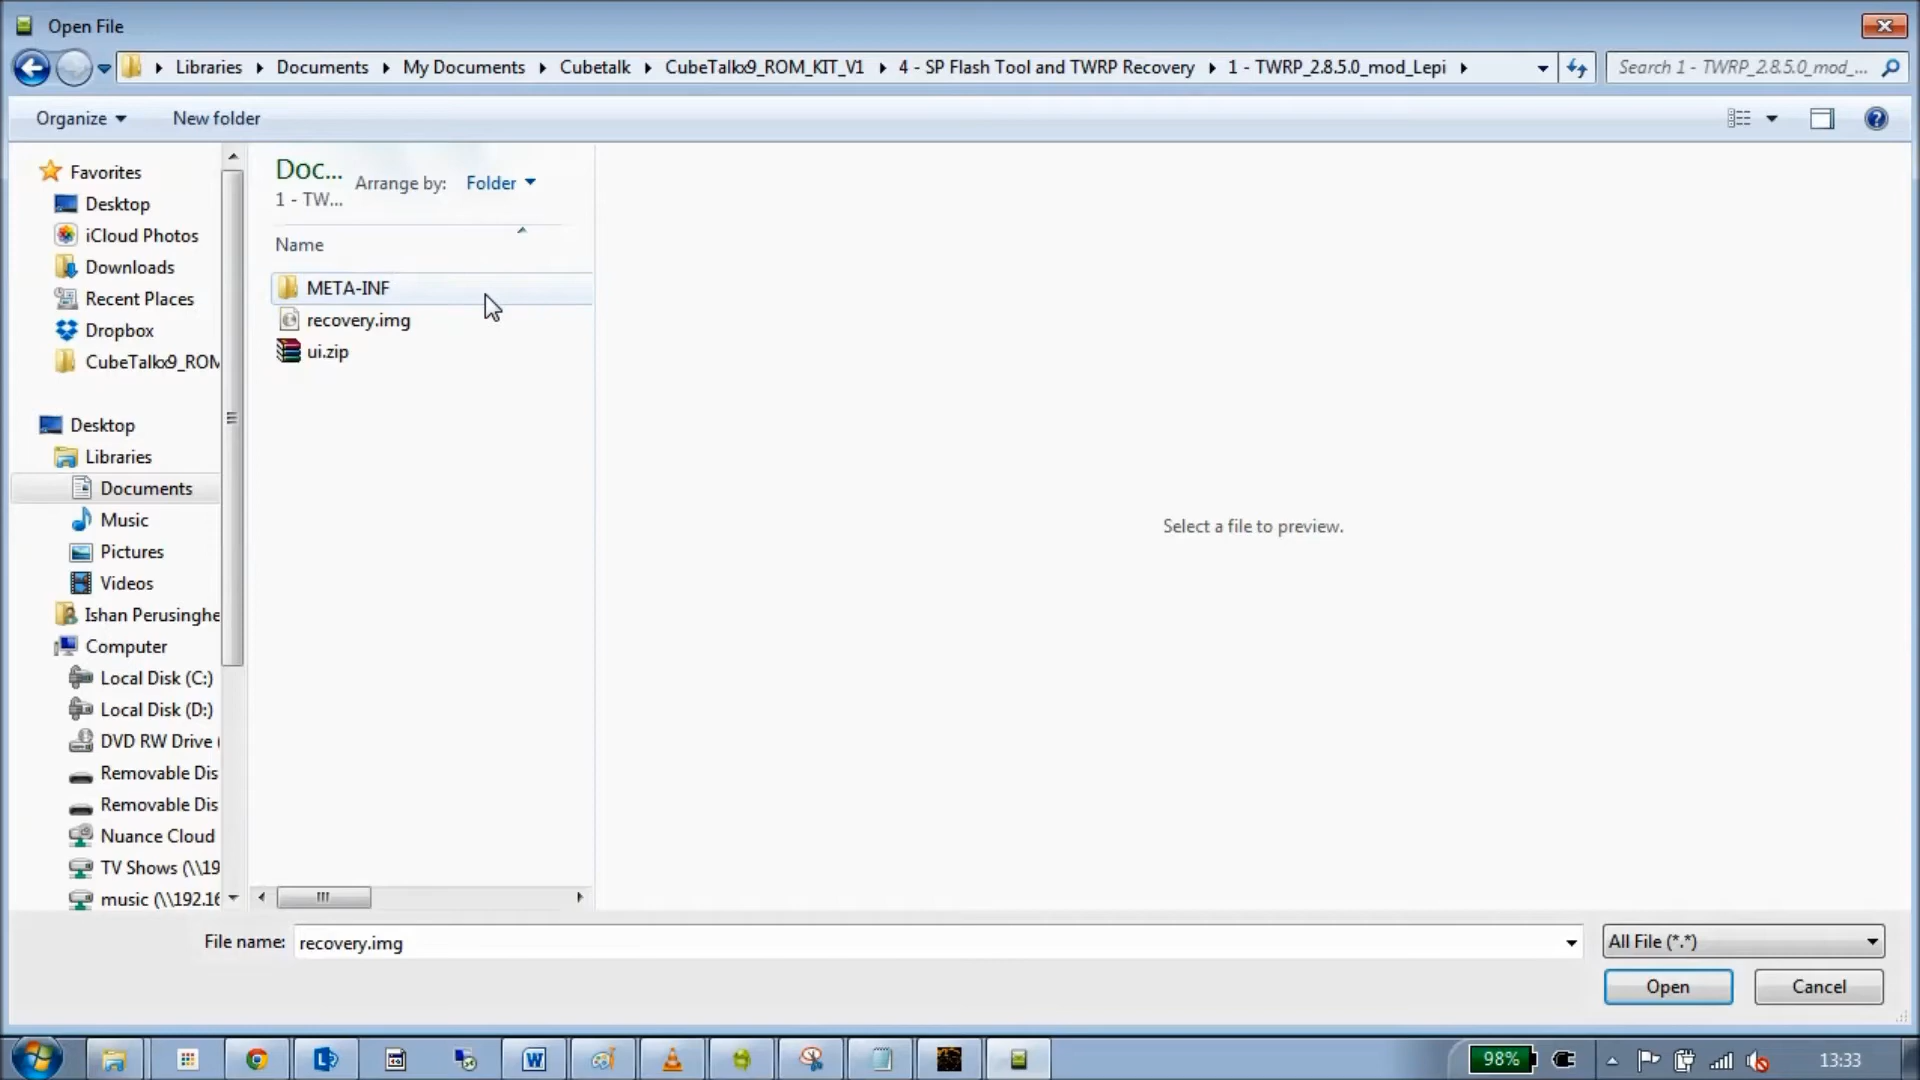 Open File
Libraries Documents My Documents Cubetalk CubeTalkx9_ROM_KIT_V1 4 - SP Flash Tool and TWRP Recovery 1 - TWRP_2.8.5.0_mod_Lepi
Search 1 - TWRP_2.8.5.0_mod_...
Organize New folder
Favorites
Desktop
iCloud Photos
Downloads
Recent Places
Dropbox
CubeTalkx9_ROM
Desktop
Libraries
Documents
Music
Pictures
Videos
Ishan Perusinghe
Computer
Local Disk (C:)
Local Disk (D:)
DVD RW Drive (
Removable Dis
Removable Dis
Nuance Cloud
TV Shows (\\19
music (\\192.16
Doc...
1 - TW...
Arrange by: Folder
Name
META-INF
recovery.img
ui.zip
Select a file to preview.
File name: recovery.img
All File (*.*)
Open Cancel
98%
13:33